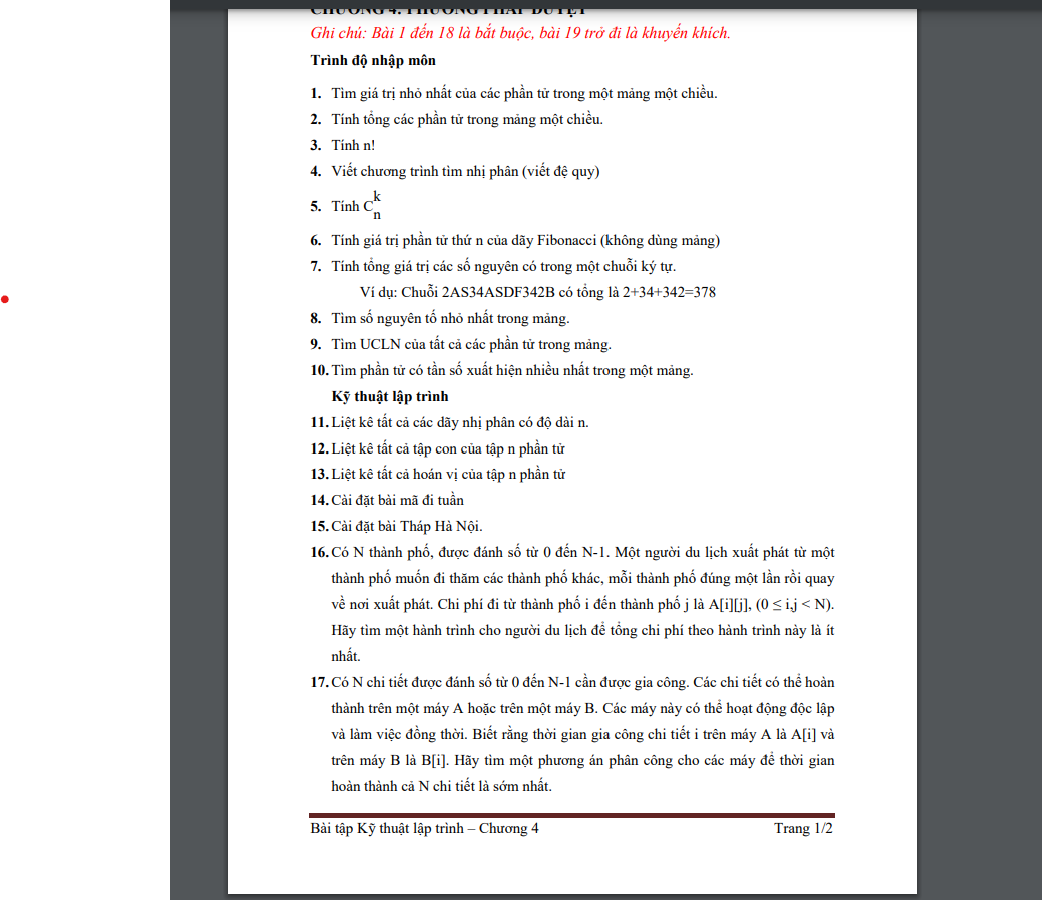 CHƯƠNG 4. PHƯƠNG PHÁP DUYỆT
Ghi chú: Bài 1 đến 18 là bắt buộc, bài 19 trở đi là khuyến khích.
Trình độ nhập môn
1. Tìm giá trị nhỏ nhất của các phần tử trong một mảng một chiều.
2. Tính tổng các phần tử trong mảng một chiều.
3. Tính n!
4. Viết chương trình tìm nhị phân (viết đệ quy)
5. Tính C k n
6. Tính giá trị phần tử thứ n của dãy Fibonacci (không dùng mảng)
7. Tính tổng giá trị các số nguyên có trong một chuỗi ký tự.
Ví dụ: Chuỗi 2AS34ASDF342B có tổng là 2+34+342=378
8. Tìm số nguyên tố nhỏ nhất trong mảng.
9. Tìm UCLN của tất cả các phần tử trong mảng.
10. Tìm phần tử có tần số xuất hiện nhiều nhất trong một mảng.
Kỹ thuật lập trình
11. Liệt kê tất cả các dãy nhị phân có độ dài n.
12. Liệt kê tất cả tập con của tập n phần tử
13. Liệt kê tất cả hoán vị của tập n phần tử
14. Cài đặt bài mã đi tuần
15. Cài đặt bài Tháp Hà Nội.
16. Có N thành phố, được đánh số từ 0 đến N-1. Một người du lịch xuất phát từ một
thành phố muốn đi thăm các thành phố khác, mỗi thành phố đúng một lần rồi quay
về nơi xuất phát. Chi phí đi từ thành phố i đến thành phố j là A[i][j], (0 ≤ i,j < N).
Hãy tìm một hành trình cho người du lịch để tổng chi phí theo hành trình này là ít
nhất.
17. Có N chi tiết được đánh số từ 0 đến N-1 cần được gia công. Các chi tiết có thể hoàn
thành trên một máy A hoặc trên một máy B. Các máy này có thể hoạt động độc lập
và làm việc đồng thời. Biết rằng thời gian gia công chi tiết i trên máy A là A[i] và
trên máy B là B[i]. Hãy tìm một phương án phân công cho các máy để thời gian
hoàn thành cả N chi tiết là sớm nhất.
Bài tập Kỹ thuật lập trình – Chương 4 Trang 1/2